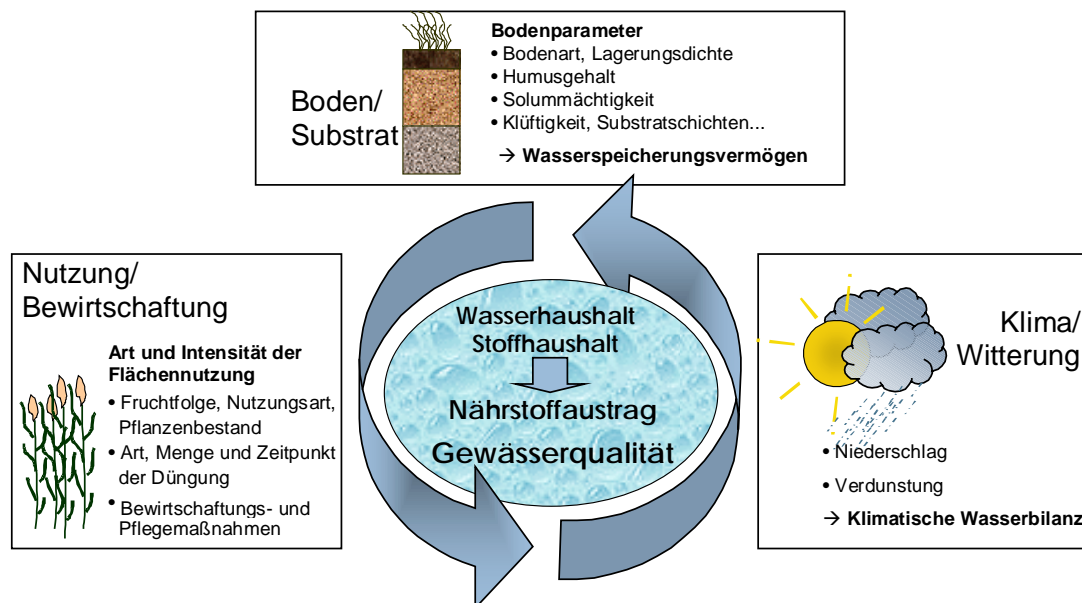 Boden/
Substrat
Bodenparameter
• Bodenart, Lagerungsdichte
• Humusgehalt
• Solummächtigkeit
• Klüftigkeit, Substratschichten...
→ Wasserspeicherungsvermögen
Nutzung/
Bewirtschaftung
Art und Intensität der
Flächennutzung
• Fruchtfolge, Nutzungsart,
Pflanzenbestand
• Art, Menge und Zeitpunkt
der Düngung
• Bewirtschaftungs- und
Pflegemaßnahmen
Wasserhaushalt
Stoffhaushalt
Nährstoffaustrag
Gewässerqualität
Klima/
Witterung
• Niederschlag
• Verdunstung
→ Klimatische Wasserbilanz